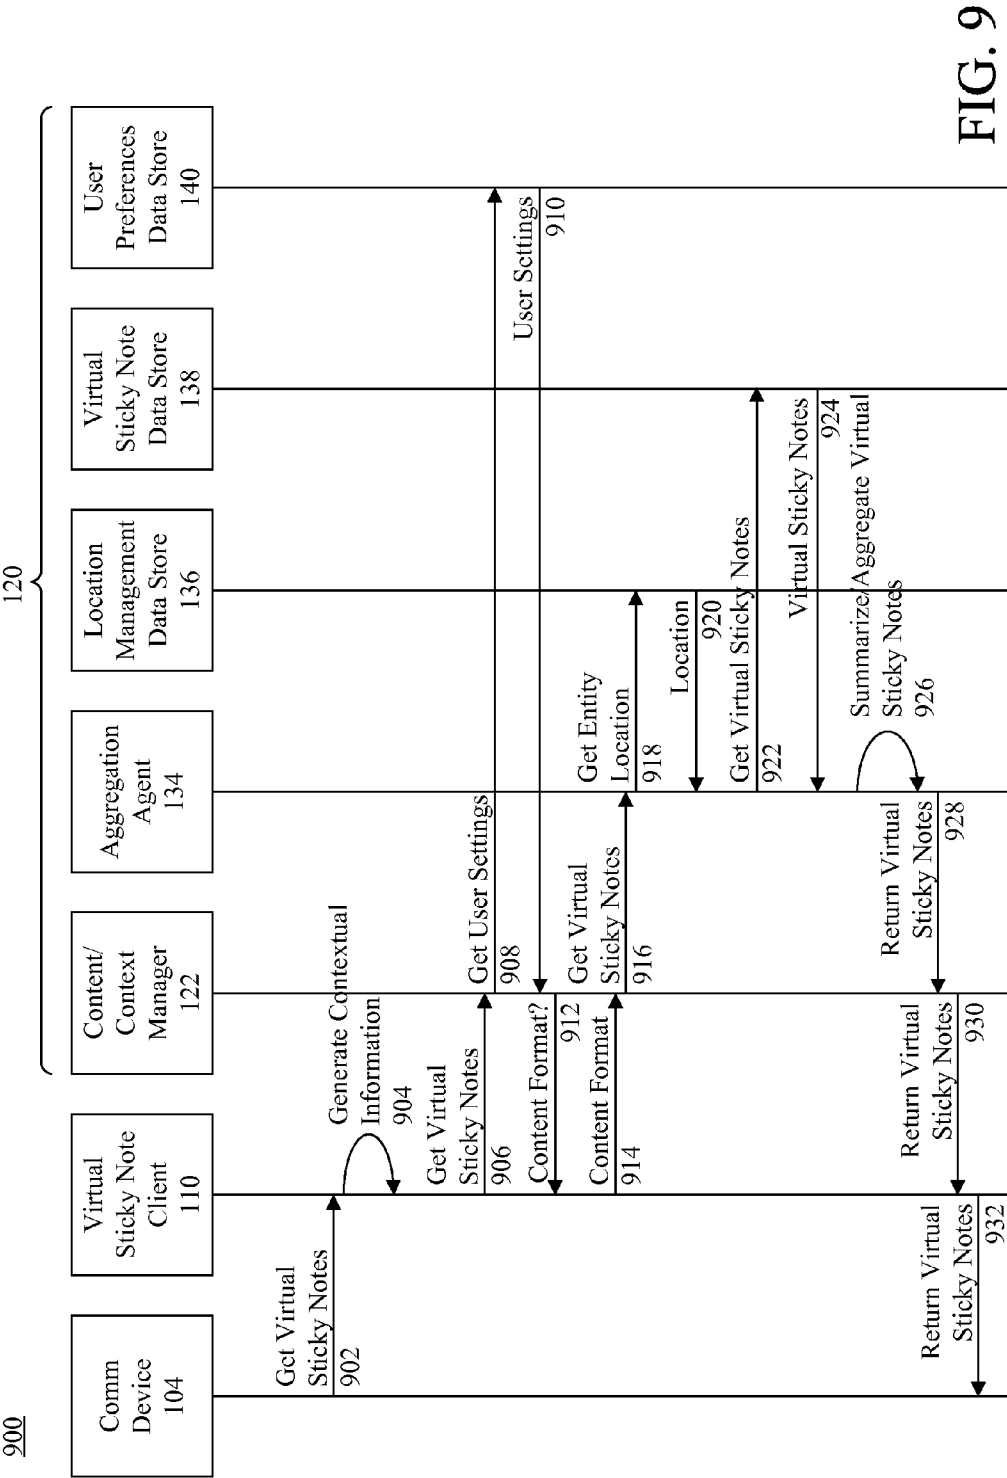 900
120
Comm
Device
104
Virtual
Sticky Note
Client
110
Content/
Context
Manager
122
Aggregation
Agent
134
Location
Management
Data Store
136
Virtual
Sticky Note
Data Store
138
User
Preferences
Data Store
140
Get Virtual
Sticky Notes
902
Generate Contextual
Information
904
Get Virtual
Sticky Notes
906
Get User Settings
908
User Settings
910
Content Format?
912
Content Format
914
Get Virtual
Sticky Notes
916
Get Entity
Location
918
Location
920
Get Virtual Sticky Notes
922
Virtual Sticky Notes
924
Summarize/Aggregate Virtual
Sticky Notes
926
Return Virtual
Sticky Notes
928
Return Virtual
Sticky Notes
930
Return Virtual
Sticky Notes
932
FIG. 9